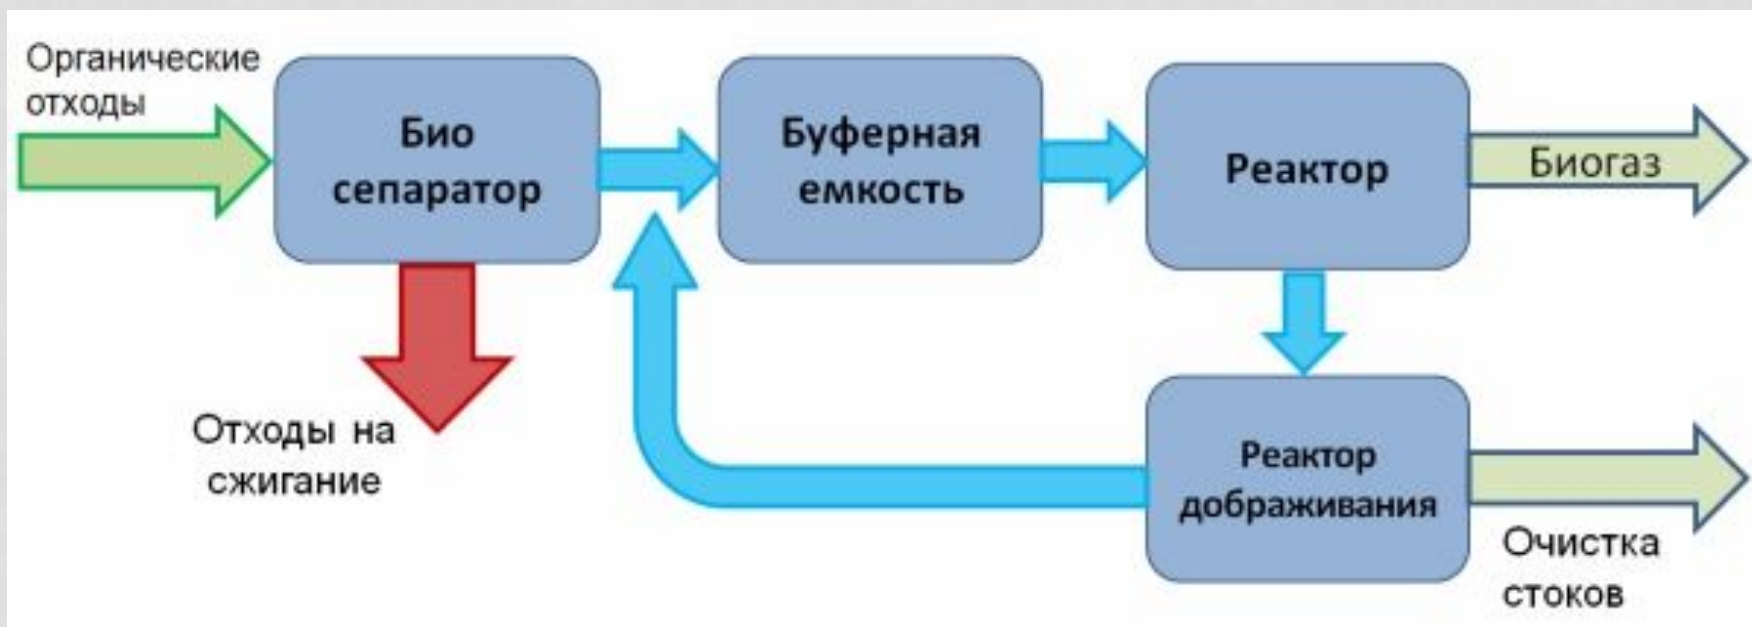 Органические
отходы
Био
сепаратор
Буферная
емкость
Реактор
Биогаз
Отходы на
сжигание
Реактор
дображивания
Очистка
стоков